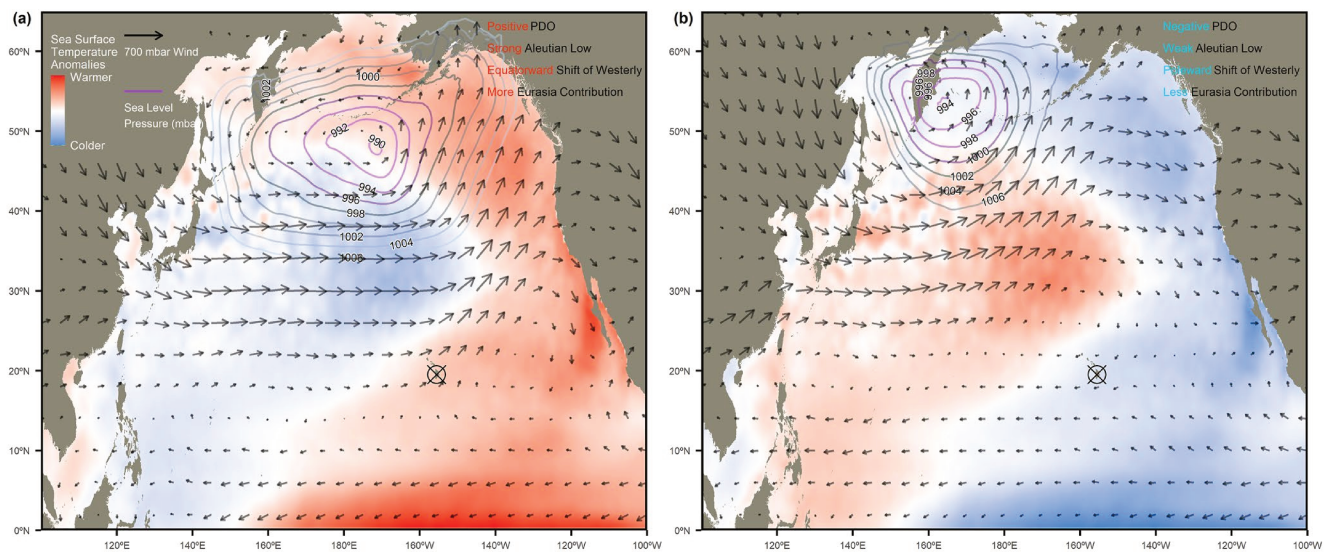 (a)
Sea Surface
Temperature
Anomalies
700 mbar Wind
Warmer
Sea Level
Pressure (mbar)
Colder
Positive PDO
Strong Aleutian Low
Equatorward Shift of Westerly
More Eurasia Contribution
1002
1000
992
990
994
996
998
1002
1004
1006
60°N
50°N
40°N
30°N
20°N
10°N
0°N
120°E
140°E
160°E
180°E
160°W
140°W
120°W
100°W
(b)
Negative PDO
Weak Aleutian Low
Poleward Shift of Westerly
Less Eurasia Contribution
998
996
996
994
996
998
1000
1002
1004
1006
60°N
50°N
40°N
30°N
20°N
10°N
0°N
120°E
140°E
160°E
180°E
160°W
140°W
120°W
100°W